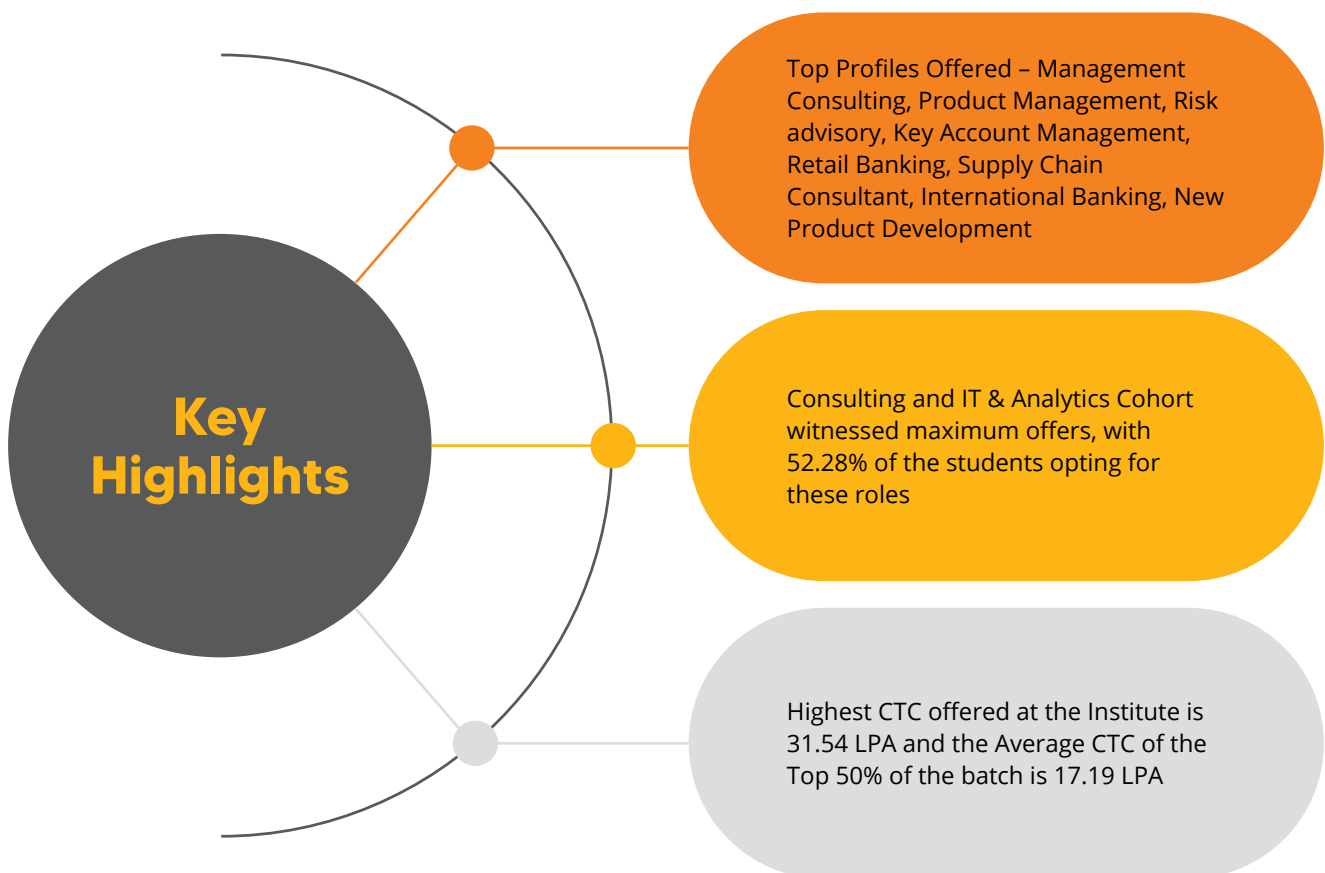 Key
Highlights
Top Profiles Offered – Management
Consulting, Product Management, Risk
advisory, Key Account Management,
Retail Banking, Supply Chain
Consultant, International Banking, New
Product Development
Consulting and IT & Analytics Cohort
witnessed maximum offers, with
52.28% of the students opting for
these roles
Highest CTC offered at the Institute is
31.54 LPA and the Average CTC of the
Top 50% of the batch is 17.19 LPA